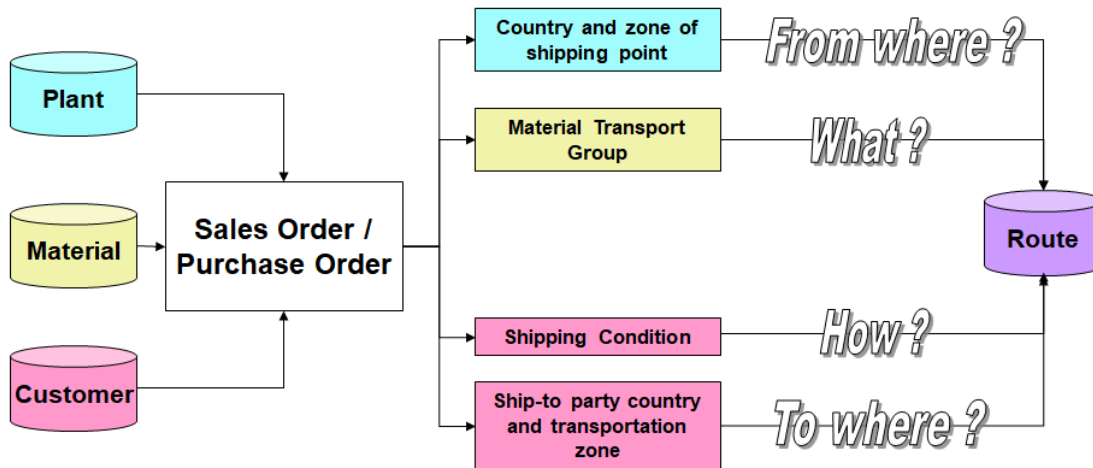 Plant
Material
Customer
Sales Order /
Purchase Order
Country and zone of
shipping point
Material Transport
Group
Shipping Condition
Ship-to party country
and transportation
zone
From where ?
What ?
How ?
To where ?
Route